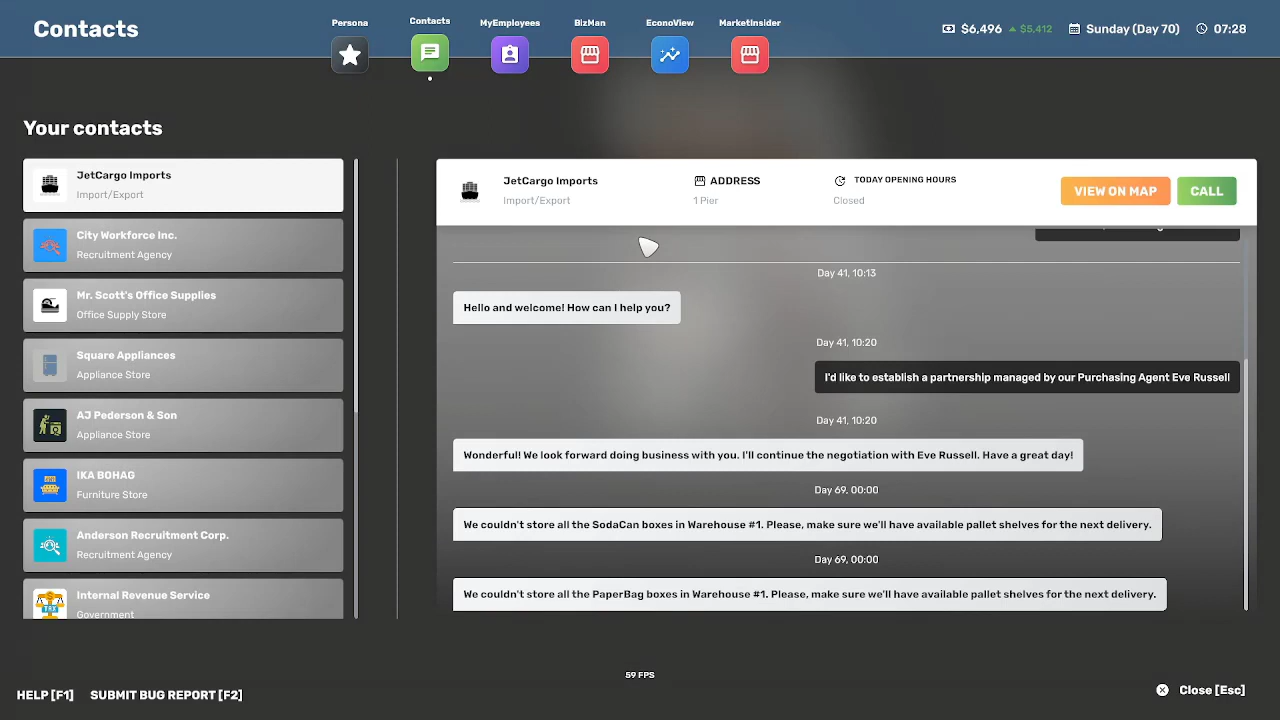 Contacts
Persona
Contacts
MyEmployees
BizMan
EconoView
MarketInsider
$6,496 $5,412 Sunday (Day 70) 07:28
Your contacts
JetCargo Imports
Import/Export
City Workforce Inc.
Recruitment Agency
Mr. Scott's Office Supplies
Office Supply Store
Square Appliances
Appliance Store
AJ Pederson & Son
Appliance Store
IKA BOHAG
Furniture Store
Anderson Recruitment Corp.
Recruitment Agency
Internal Revenue Service
Government
JetCargo Imports
Import/Export
ADDRESS
1 Pier
TODAY OPENING HOURS
Closed
VIEW ON MAP
CALL
Day 41, 10:13
Hello and welcome! How can I help you?
Day 41, 10:20
I'd like to establish a partnership managed by our Purchasing Agent Eve Russell
Day 41, 10:20
Wonderful! We look forward doing business with you. I'll continue the negotiation with Eve Russell. Have a great day!
Day 69, 00:00
We couldn't store all the SodaCan boxes in Warehouse #1. Please, make sure we'll have available pallet shelves for the next delivery.
Day 69, 00:00
We couldn't store all the PaperBag boxes in Warehouse #1. Please, make sure we'll have available pallet shelves for the next delivery.
59 FPS
HELP [F1]
SUBMIT BUG REPORT [F2]
Close [Esc]